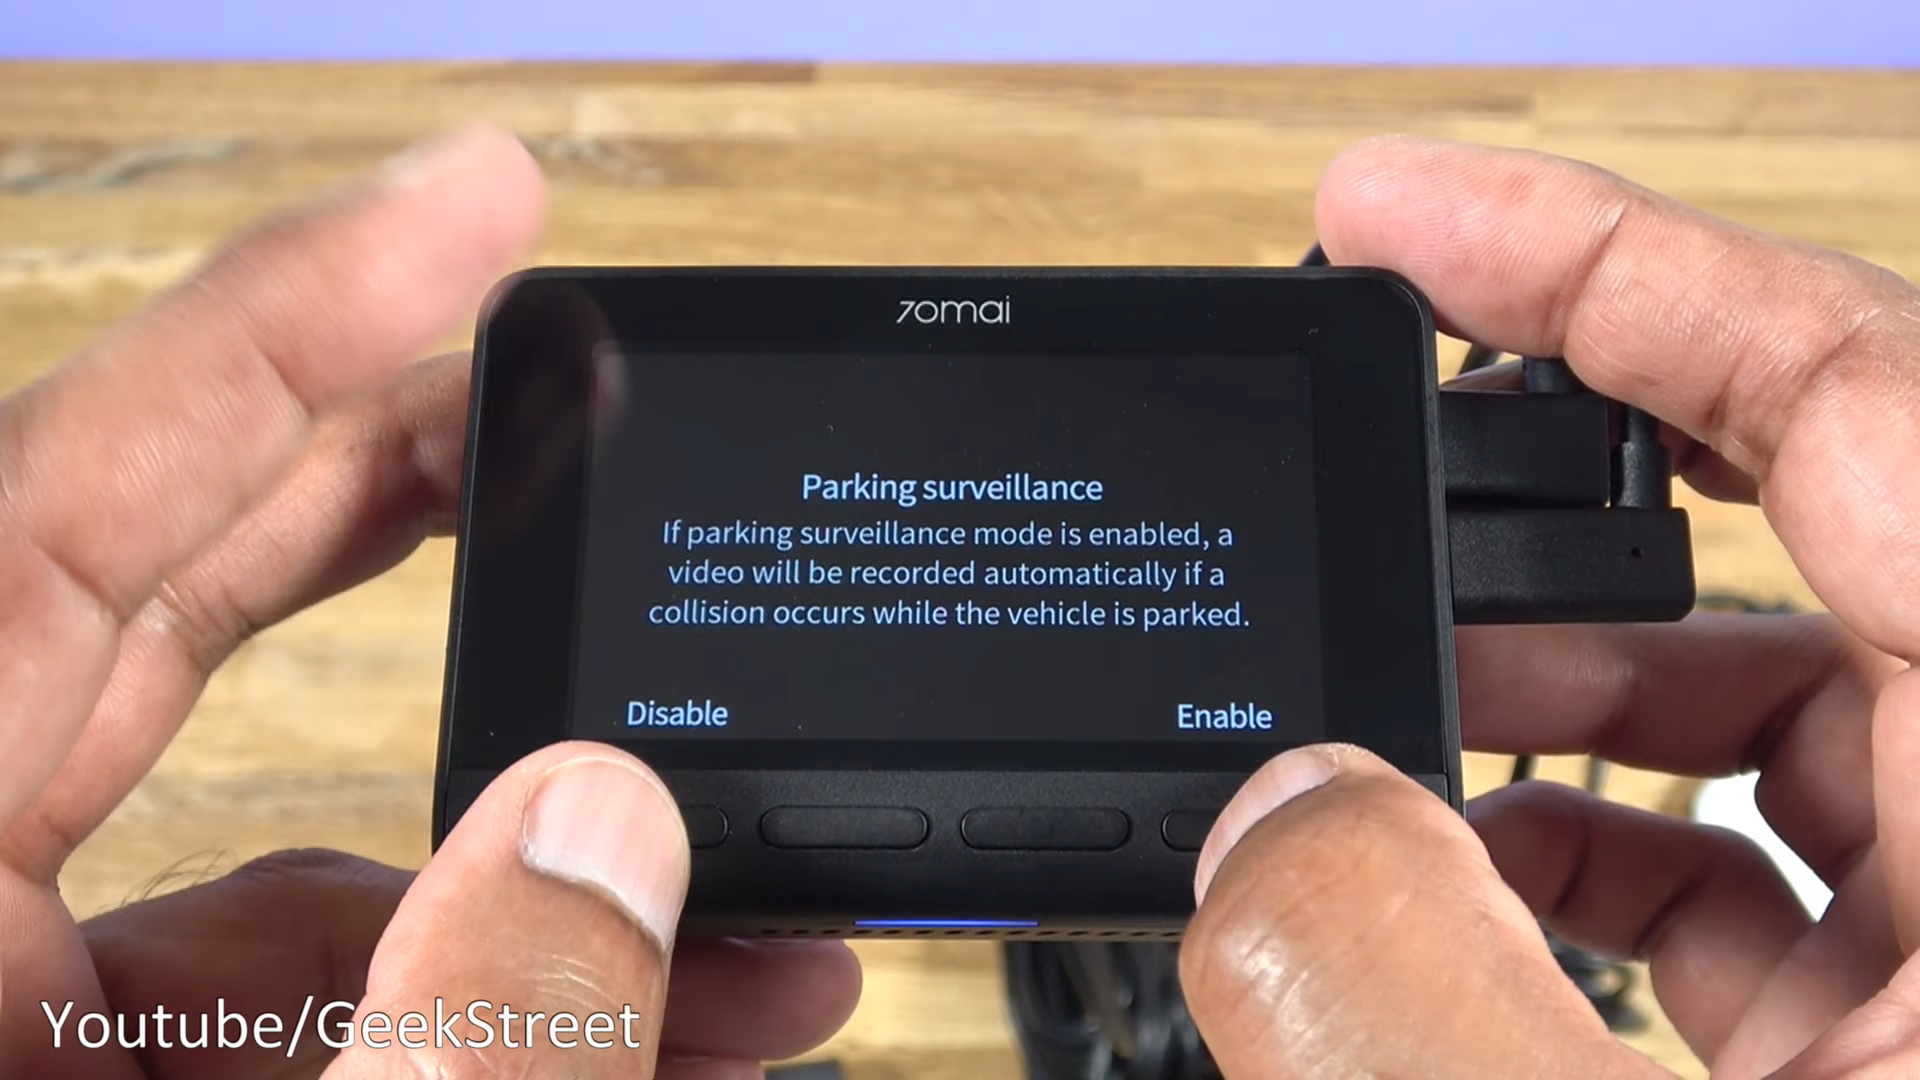 70mai
Parking surveillance
If parking surveillance mode is enabled, a
video will be recorded automatically if a
collision occurs while the vehicle is parked.
Disable
Enable
Youtube/GeekStreet